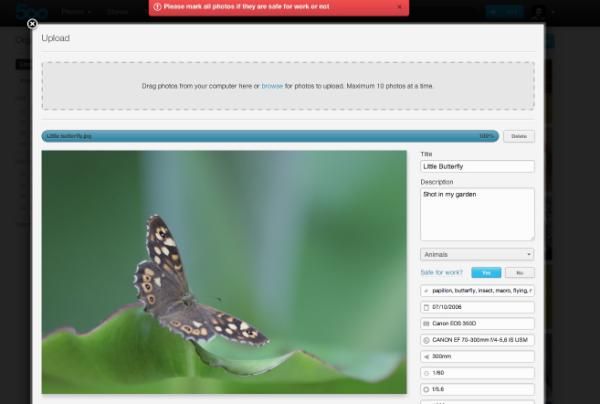 500
Please mark all photos if they are safe for work or not
Upload
Drag photos from your computer here or browse for photos to upload. Maximum 10 photos at a time.
Little butterfly.jpg 100% Delete
Title
Little Butterfly
Description
Shot in my garden
Animals
Safe for work? Yes No
papillon, butterfly, insect, macro, flying, r
07/10/2006
Canon EOS 350D
CANON EF 70-300mm f/4-5,6 IS USM
300mm
1/60
f/5.6